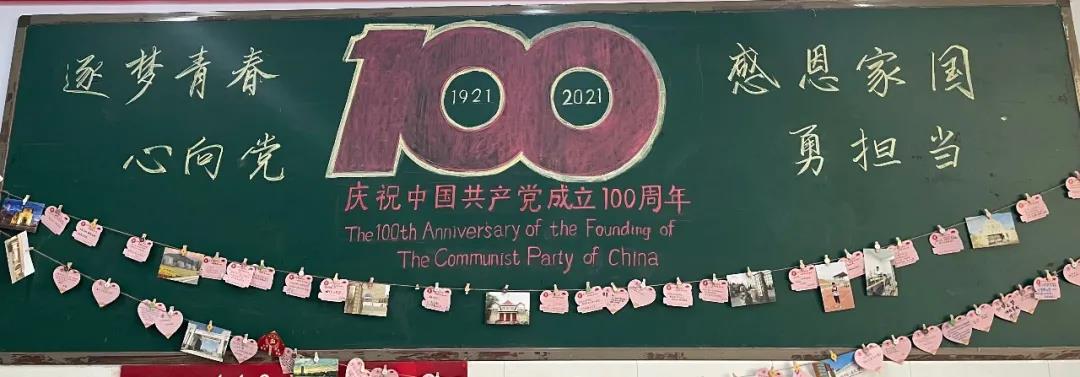 逐梦青春
心向党
100
1921
2021
庆祝中国共产党成立100周年
The 100th Anniversary of the Founding of
The Communist Party of China
感恩家国
勇担当